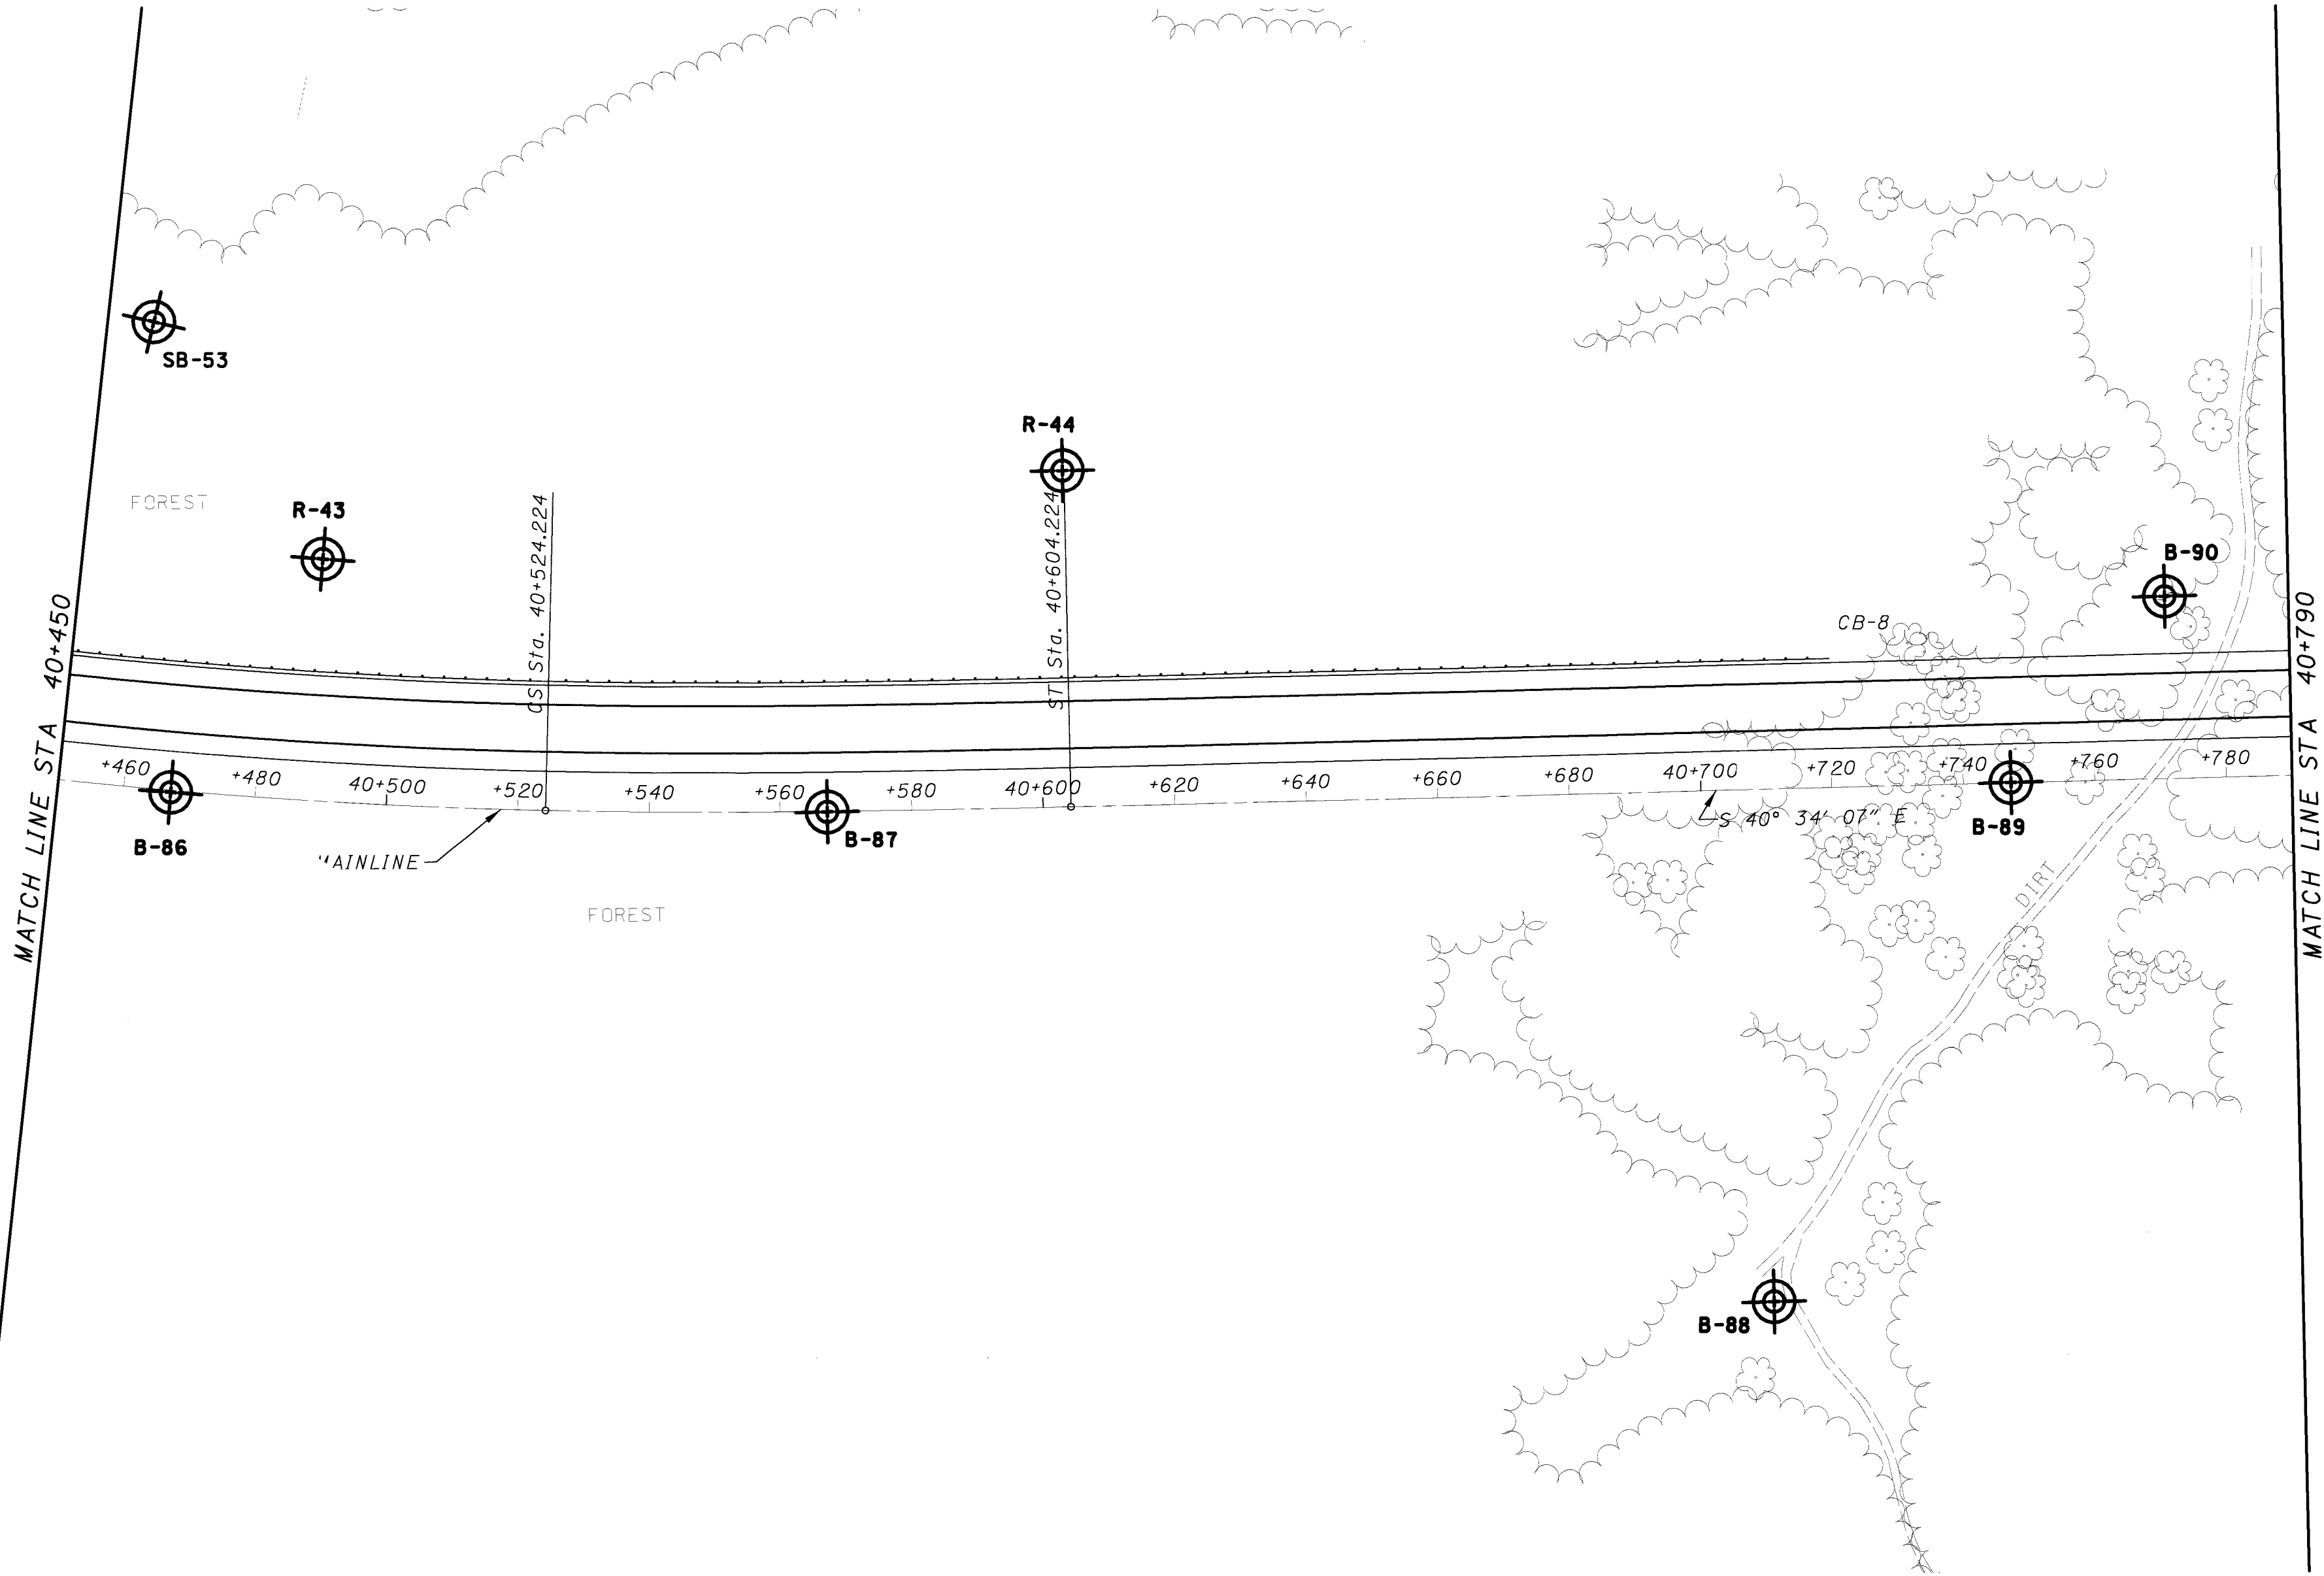 SB-53
R-44
FOREST
R-43
CS Sta. 40+524.224
ST Sta. 40+604.224
B-90
CB-8
MATCH LINE STA 40+450
MATCH LINE STA 40+790
+460
+480
40+500
+520
+540
+560
+580
40+600
+620
+640
+660
+680
40+700
+720
+740
+760
+780
S 40° 34' 07" E
B-86
B-87
B-89
AINLINE
DIRT
FOREST
B-88